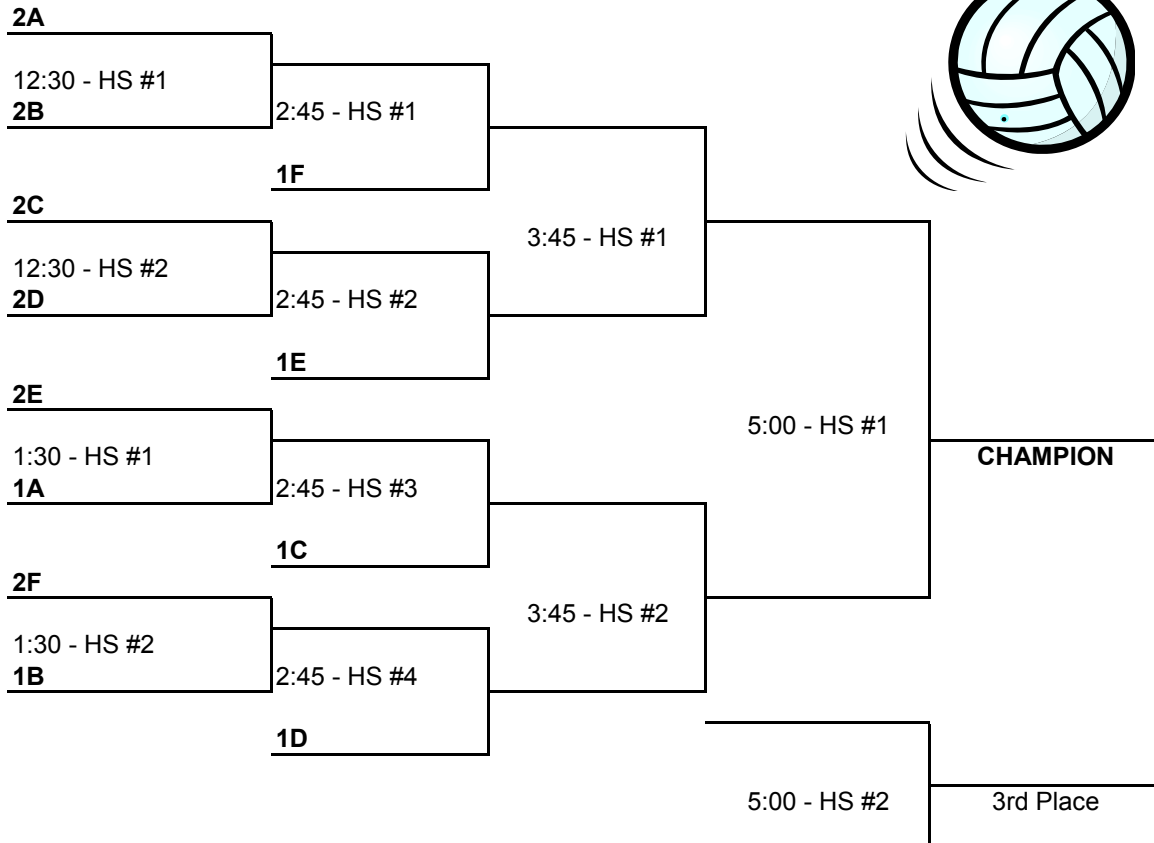 2A
12:30 - HS #1
2B
2:45 - HS #1
1F
2C
3:45 - HS #1
12:30 - HS #2
2D
2:45 - HS #2
1E
2E
5:00 - HS #1
1:30 - HS #1
CHAMPION
1A
2:45 - HS #3
1C
2F
3:45 - HS #2
1:30 - HS #2
1B
2:45 - HS #4
1D
5:00 - HS #2
3rd Place